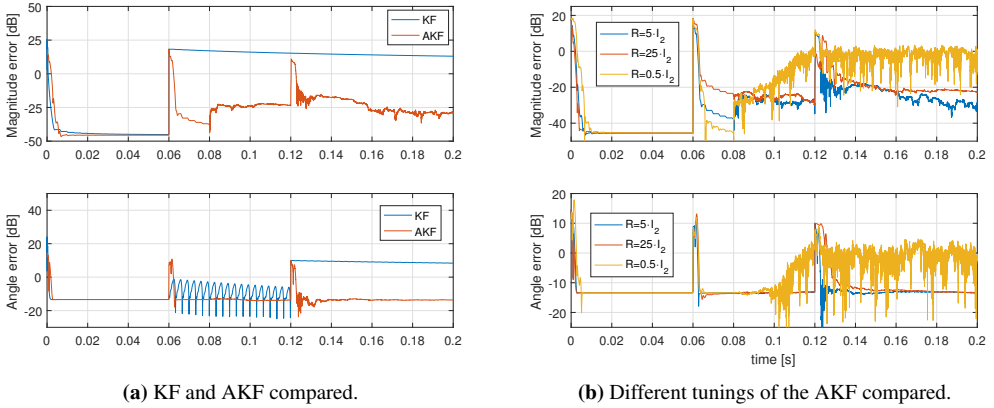 50
25
0
-25
-50
Magnitude error [dB]
KF
AKF
0 0.02 0.04 0.06 0.08 0.1 0.12 0.14 0.16 0.18 0.2
40
20
0
-20
Angle error [dB]
KF
AKF
0 0.02 0.04 0.06 0.08 0.1 0.12 0.14 0.16 0.18 0.2
(a) KF and AKF compared.
20
0
-20
-40
Magnitude error [dB]
R=5·I₂
R=25·I₂
R=0.5·I₂
0 0.02 0.04 0.06 0.08 0.1 0.12 0.14 0.16 0.18 0.2
20
10
0
-10
-20
Angle error [dB]
R=5·I₂
R=25·I₂
R=0.5·I₂
0 0.02 0.04 0.06 0.08 0.1 0.12 0.14 0.16 0.18 0.2
time [s]
(b) Different tunings of the AKF compared.